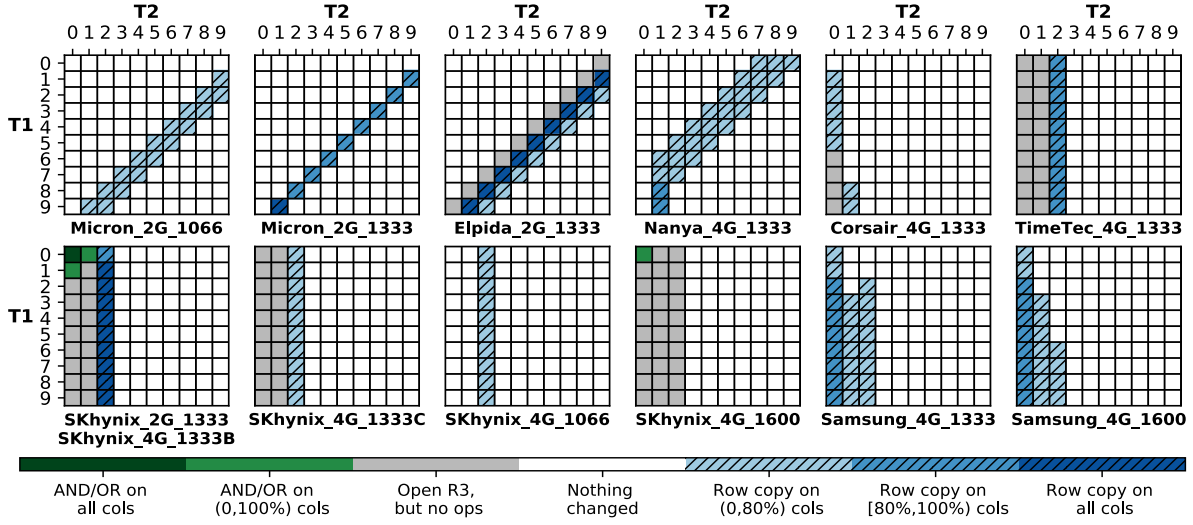 T2 T2 T2 T2 T2 T2
0 1 2 3 4 5 6 7 8 9 0 1 2 3 4 5 6 7 8 9 0 1 2 3 4 5 6 7 8 9 0 1 2 3 4 5 6 7 8 9 0 1 2 3 4 5 6 7 8 9 0 1 2 3 4 5 6 7 8 9
0
1
2
3
T1 4
5
6
7
8
9
Micron_2G_1066 Micron_2G_1333 Elpida_2G_1333 Nanya_4G_1333 Corsair_4G_1333 TimeTec_4G_1333
0
1
2
3
T1 4
5
6
7
8
9
SKhynix_2G_1333 SKhynix_4G_1333C SKhynix_4G_1066 SKhynix_4G_1600 Samsung_4G_1333 Samsung_4G_1600
SKhynix_4G_1333B
AND/OR on AND/OR on Open R3, Nothing Row copy on Row copy on Row copy on
all cols (0,100%) cols but no ops changed (0,80%) cols [80%,100%) cols all cols